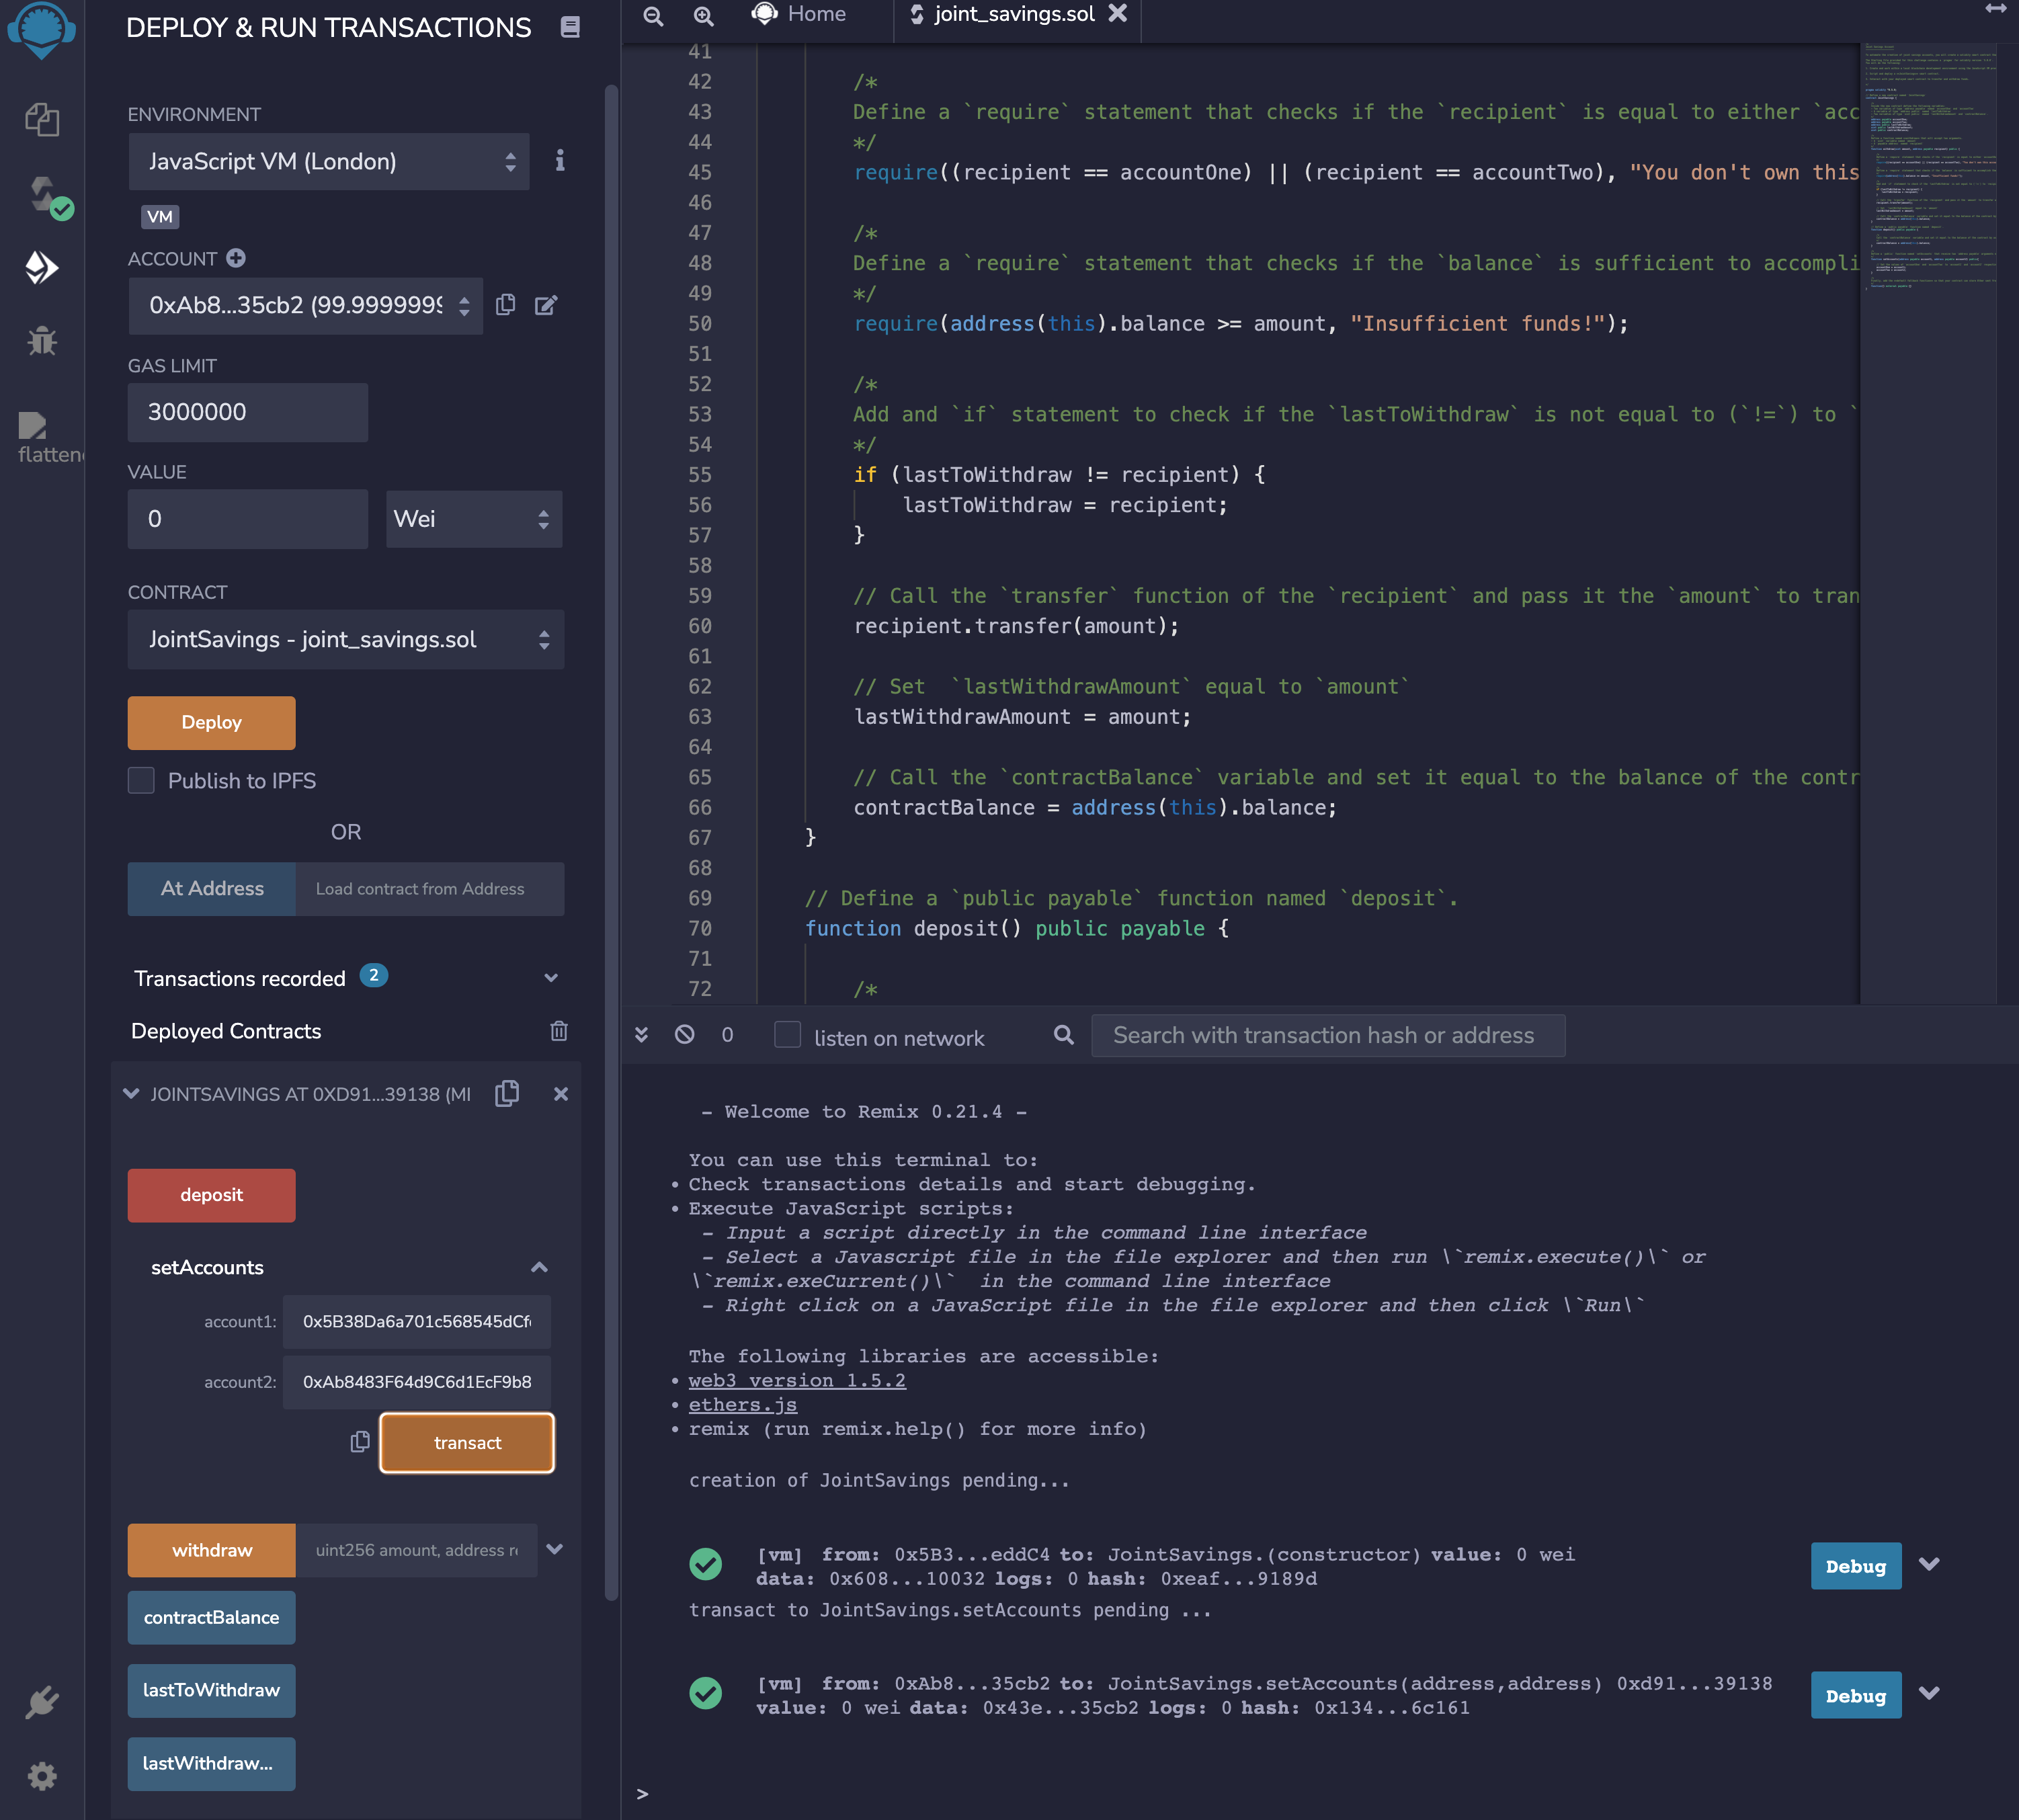 DEPLOY & RUN TRANSACTIONS
ENVIRONMENT
JavaScript VM (London)
VM
ACCOUNT
0xAb8...35cb2 (99.9999999
GAS LIMIT
3000000
VALUE
0
Wei
CONTRACT
JointSavings - joint_savings.sol
Deploy
Publish to IPFS
OR
At Address
Load contract from Address
Transactions recorded 2
Deployed Contracts
JOINTSAVINGS AT 0XD91...39138 (MI
deposit
setAccounts
account1: 0x5B38Da6a701c568545dCf
account2: 0xAb8483F64d9C6d1EcF9b8
transact
withdraw
uint256 amount, address r
contractBalance
lastToWithdraw
lastWithdraw...
flatten
Home
joint_savings.sol
41
42 /*
43 Define a `require` statement that checks if the `recipient` is equal to either `acc
44 */
45 require((recipient == accountOne) || (recipient == accountTwo), "You don't own this
46
47 /*
48 Define a `require` statement that checks if the `balance` is sufficient to accompli
49 */
50 require(address(this).balance >= amount, "Insufficient funds!");
51
52 /*
53 Add and `if` statement to check if the `lastToWithdraw` is not equal to (`!=`) to `
54 */
55 if (lastToWithdraw != recipient) {
56 lastToWithdraw = recipient;
57 }
58
59 // Call the `transfer` function of the `recipient` and pass it the `amount` to tran
60 recipient.transfer(amount);
61
62 // Set  `lastWithdrawAmount` equal to `amount`
63 lastWithdrawAmount = amount;
64
65 // Call the `contractBalance` variable and set it equal to the balance of the contr
66 contractBalance = address(this).balance;
67 }
68
69 // Define a `public payable` function named `deposit`.
70 function deposit() public payable {
71
72 /*
0
listen on network
Search with transaction hash or address
- Welcome to Remix 0.21.4 -
You can use this terminal to:
• Check transactions details and start debugging.
• Execute JavaScript scripts:
- Input a script directly in the command line interface
- Select a Javascript file in the file explorer and then run \`remix.execute()\` or
\`remix.exeCurrent()\`  in the command line interface
- Right click on a JavaScript file in the file explorer and then click \`Run\`
The following libraries are accessible:
• web3 version 1.5.2
• ethers.js
• remix (run remix.help() for more info)
creation of JointSavings pending...
[vm] from: 0x5B3...eddC4 to: JointSavings.(constructor) value: 0 wei
data: 0x608...10032 logs: 0 hash: 0xeaf...9189d
Debug
transact to JointSavings.setAccounts pending ...
[vm] from: 0xAb8...35cb2 to: JointSavings.setAccounts(address,address) 0xd91...39138
value: 0 wei data: 0x43e...35cb2 logs: 0 hash: 0x134...6c161
Debug
>